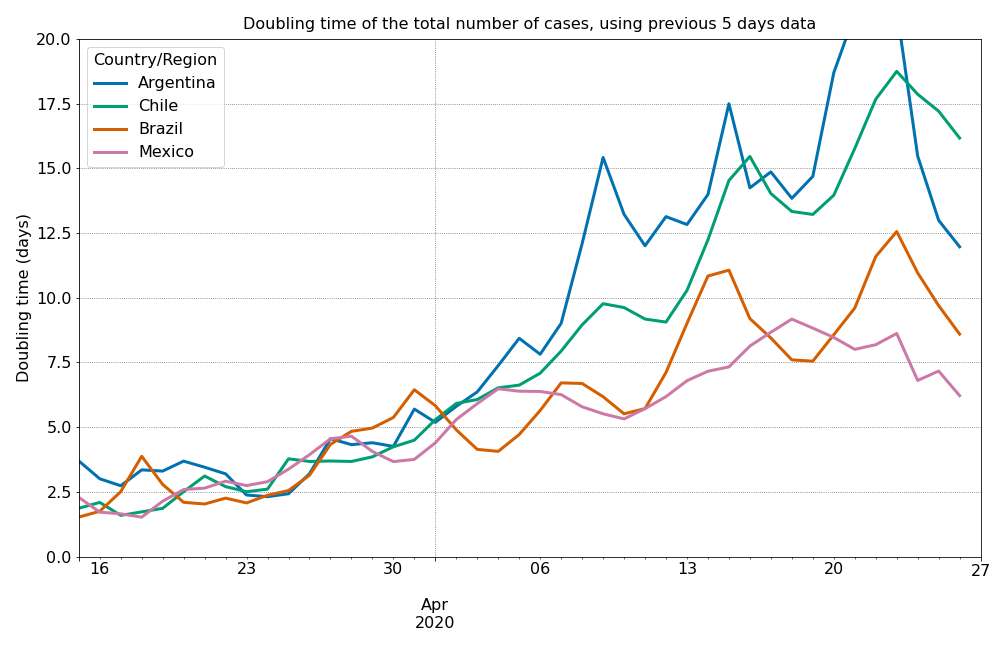 Doubling time of the total number of cases, using previous 5 days data
Country/Region
Argentina
Chile
Brazil
Mexico
Doubling time (days)
20.0
17.5
15.0
12.5
10.0
7.5
5.0
2.5
0.0
16 23 30 06 13 20 27
Apr
2020